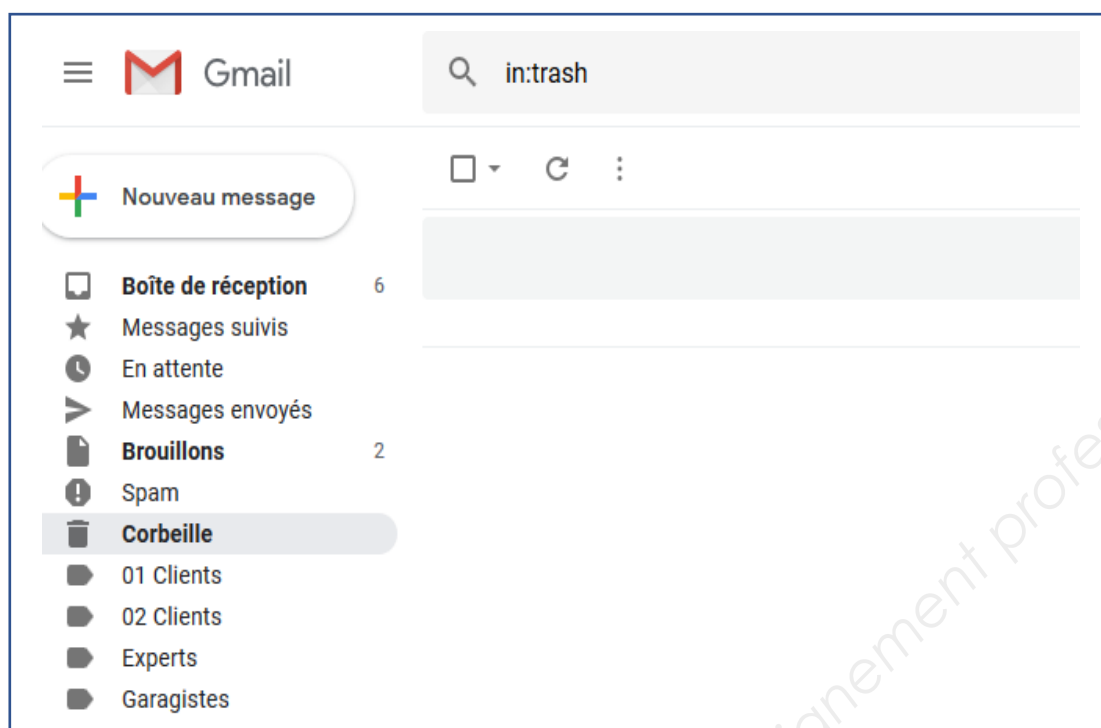 Gmail
in:trash
Nouveau message
Boîte de réception 6
Messages suivis
En attente
Messages envoyés
Brouillons 2
Spam
Corbeille
01 Clients
02 Clients
Experts
Garagistes